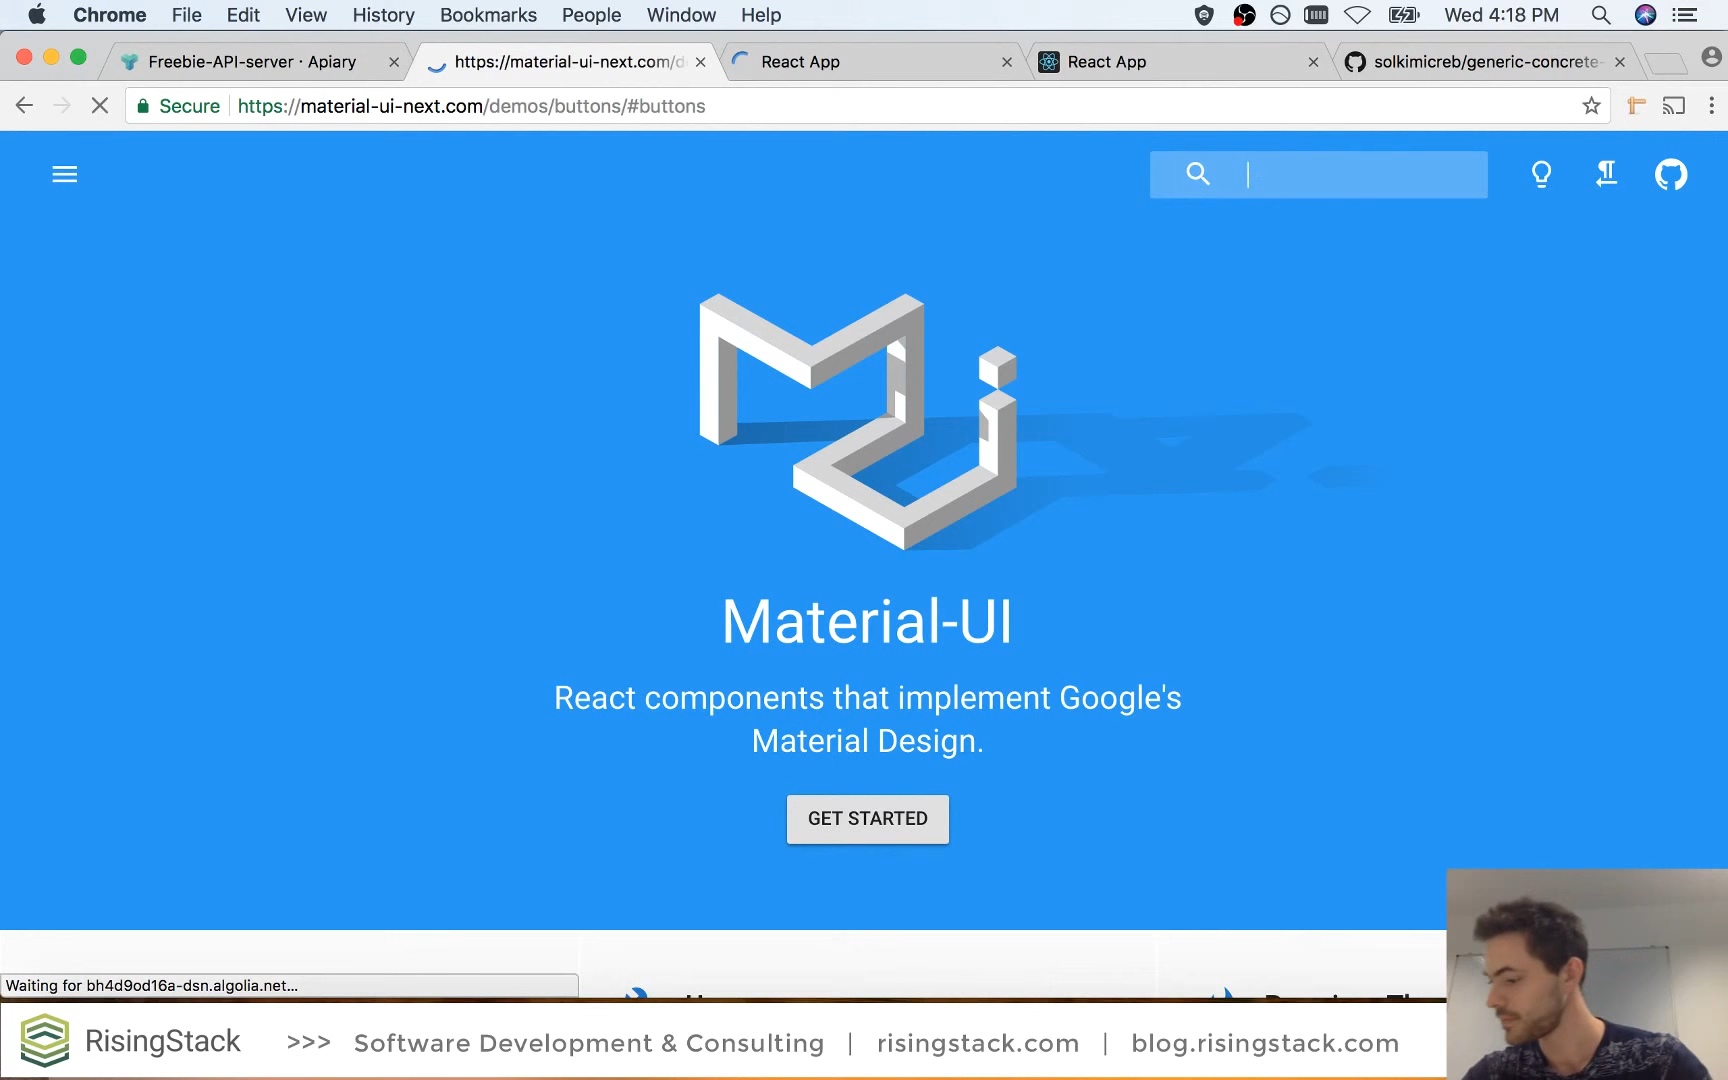 Chrome File Edit View History Bookmarks People Window Help Wed 4:18 PM
Freebie-API-server · Apiary https://material-ui-next.com/d React App React App solkimicreb/generic-concrete-
Secure https://material-ui-next.com/demos/buttons/#buttons
Material-UI
React components that implement Google's
Material Design.
GET STARTED
Waiting for bh4d9od16a-dsn.algolia.net...
RisingStack >>> Software Development & Consulting | risingstack.com | blog.risingstack.com